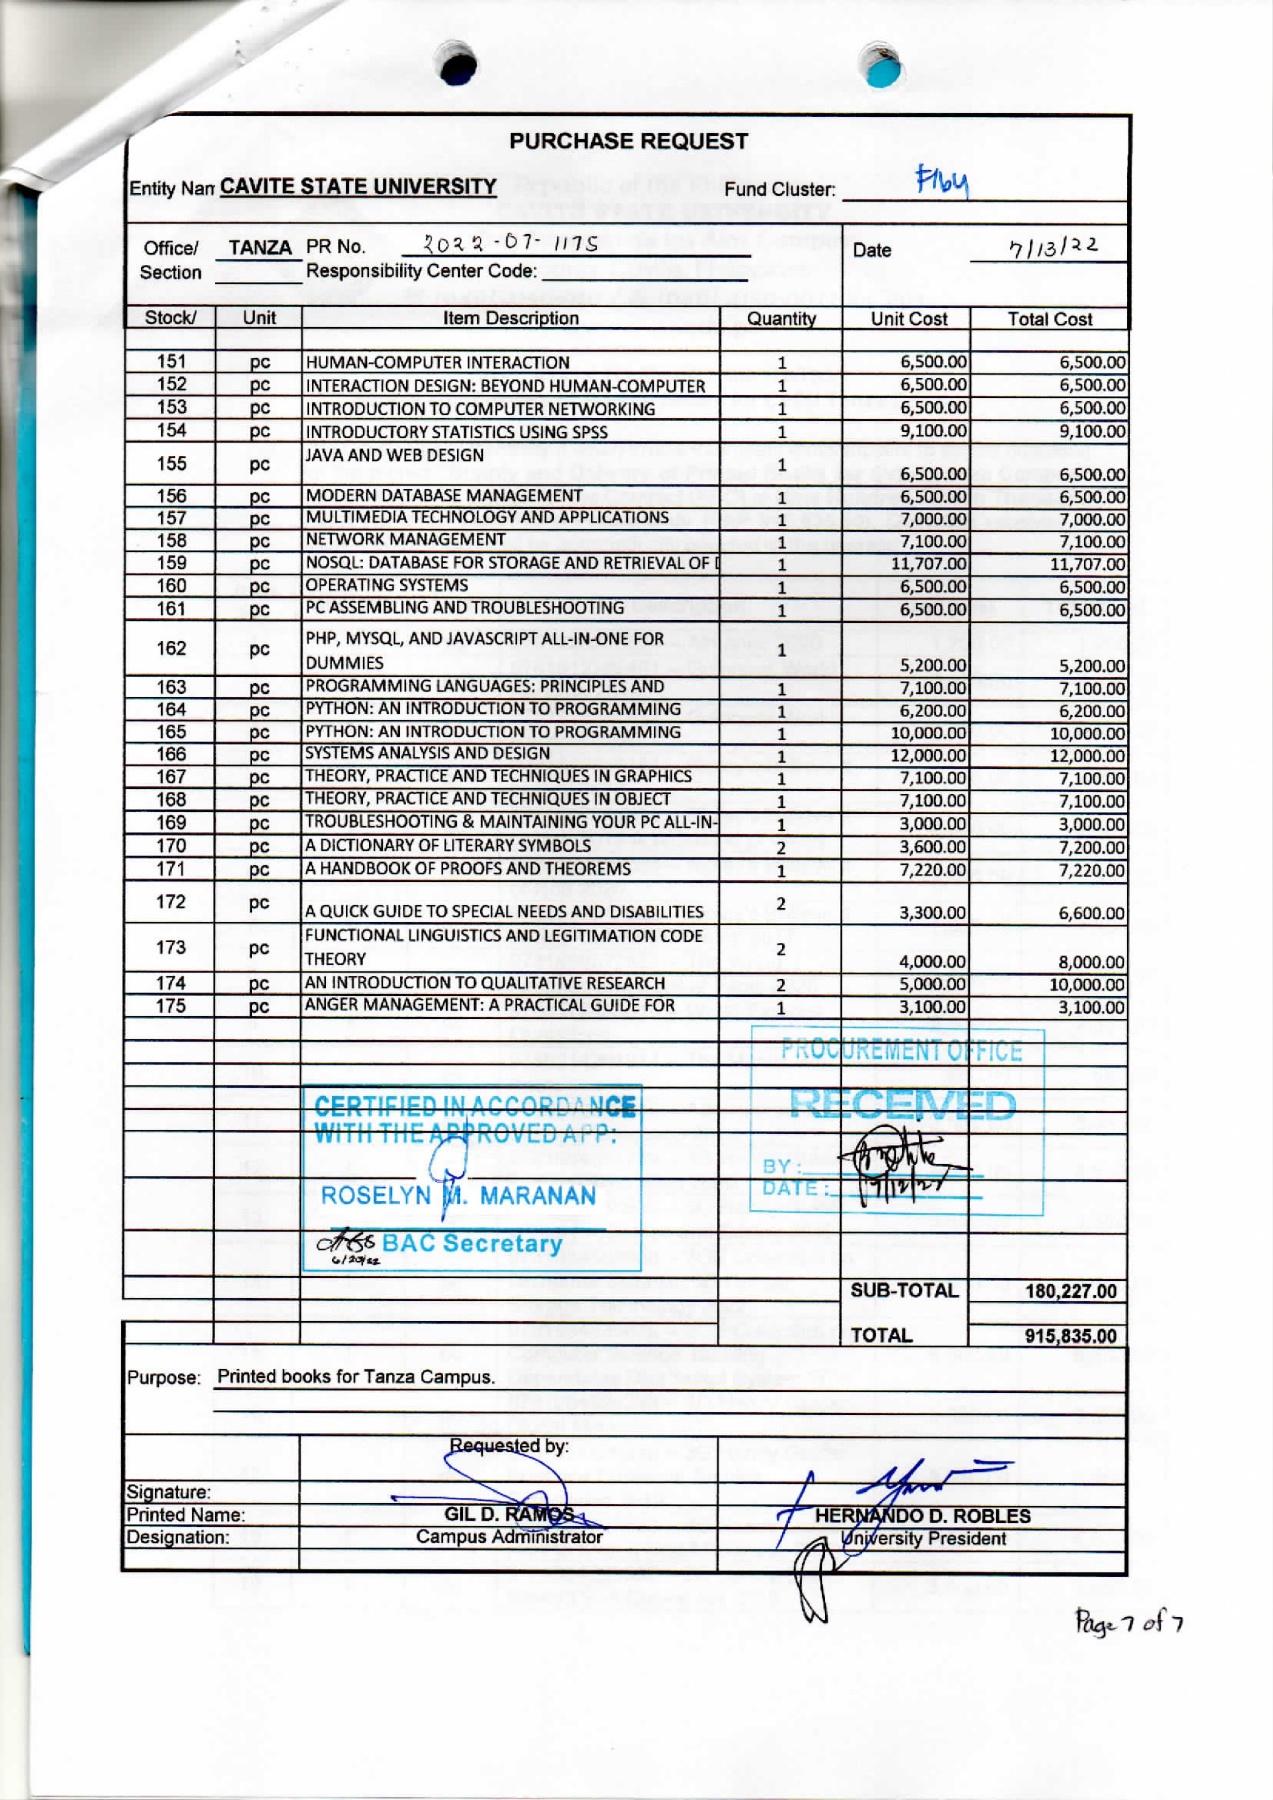 PURCHASE REQUEST
Entity Nan CAVITE STATE UNIVERSITY Fund Cluster: F164
Office/ TANZA PR No. 2022-07-1175 Date 7/13/22
Section Responsibility Center Code:
Stock/ Unit Item Description Quantity Unit Cost Total Cost
151 pc HUMAN-COMPUTER INTERACTION 1 6,500.00 6,500.00
152 pc INTERACTION DESIGN: BEYOND HUMAN-COMPUTER 1 6,500.00 6,500.00
153 pc INTRODUCTION TO COMPUTER NETWORKING 1 6,500.00 6,500.00
154 pc INTRODUCTORY STATISTICS USING SPSS 1 9,100.00 9,100.00
155 pc JAVA AND WEB DESIGN 1 6,500.00 6,500.00
156 pc MODERN DATABASE MANAGEMENT 1 6,500.00 6,500.00
157 pc MULTIMEDIA TECHNOLOGY AND APPLICATIONS 1 7,000.00 7,000.00
158 pc NETWORK MANAGEMENT 1 7,100.00 7,100.00
159 pc NOSQL: DATABASE FOR STORAGE AND RETRIEVAL OF 1 11,707.00 11,707.00
160 pc OPERATING SYSTEMS 1 6,500.00 6,500.00
161 pc PC ASSEMBLING AND TROUBLESHOOTING 1 6,500.00 6,500.00
162 pc PHP, MYSQL, AND JAVASCRIPT ALL-IN-ONE FOR 1
DUMMIES 5,200.00 5,200.00
163 pc PROGRAMMING LANGUAGES: PRINCIPLES AND 1 7,100.00 7,100.00
164 pc PYTHON: AN INTRODUCTION TO PROGRAMMING 1 6,200.00 6,200.00
165 pc PYTHON: AN INTRODUCTION TO PROGRAMMING 1 10,000.00 10,000.00
166 pc SYSTEMS ANALYSIS AND DESIGN 1 12,000.00 12,000.00
167 pc THEORY, PRACTICE AND TECHNIQUES IN GRAPHICS 1 7,100.00 7,100.00
168 pc THEORY, PRACTICE AND TECHNIQUES IN OBJECT 1 7,100.00 7,100.00
169 pc TROUBLESHOOTING & MAINTAINING YOUR PC ALL-IN- 1 3,000.00 3,000.00
170 pc A DICTIONARY OF LITERARY SYMBOLS 2 3,600.00 7,200.00
171 pc A HANDBOOK OF PROOFS AND THEOREMS 1 7,220.00 7,220.00
172 pc A QUICK GUIDE TO SPECIAL NEEDS AND DISABILITIES 2 3,300.00 6,600.00
173 pc FUNCTIONAL LINGUISTICS AND LEGITIMATION CODE 2
THEORY 4,000.00 8,000.00
174 pc AN INTRODUCTION TO QUALITATIVE RESEARCH 2 5,000.00 10,000.00
175 pc ANGER MANAGEMENT: A PRACTICAL GUIDE FOR 1 3,100.00 3,100.00
PROCUREMENT OFFICE
RECEIVED
BY:
DATE: 7/12/22
CERTIFIED IN ACCORDANCE
WITH THE APPROVED APP:
ROSELYN M. MARANAN
BAC Secretary
6/20/22
SUB-TOTAL 180,227.00
TOTAL 915,835.00
Purpose: Printed books for Tanza Campus.
Requested by:
Signature:
Printed Name: GIL D. RAMOS HERNANDO D. ROBLES
Designation: Campus Administrator University President
Page 7 of 7